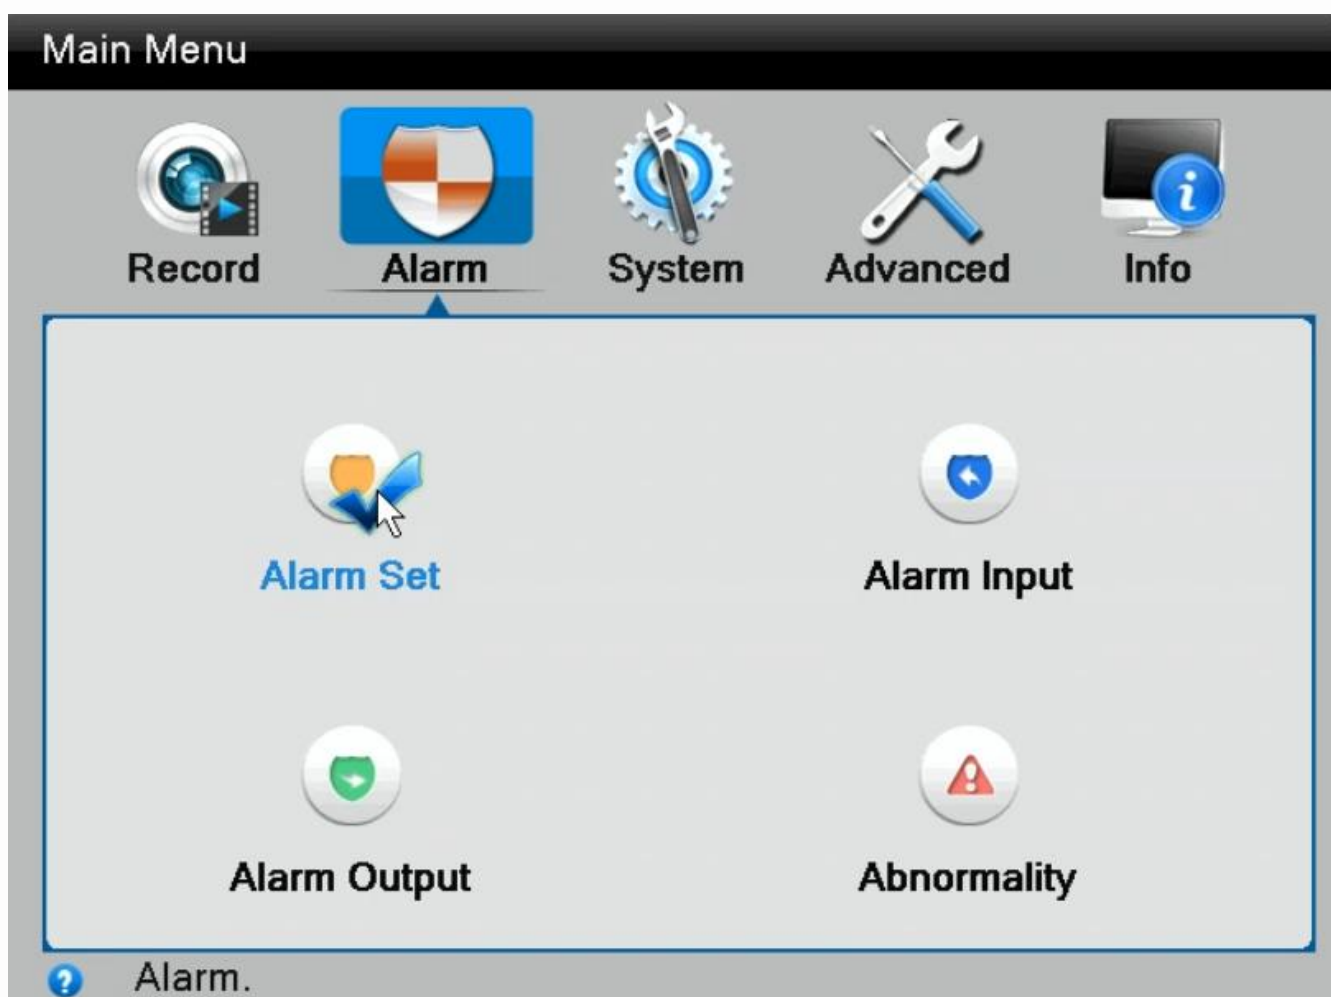 Main Menu
Record Alarm System Advanced Info
Alarm Set Alarm Input
Alarm Output Abnormality
Alarm.